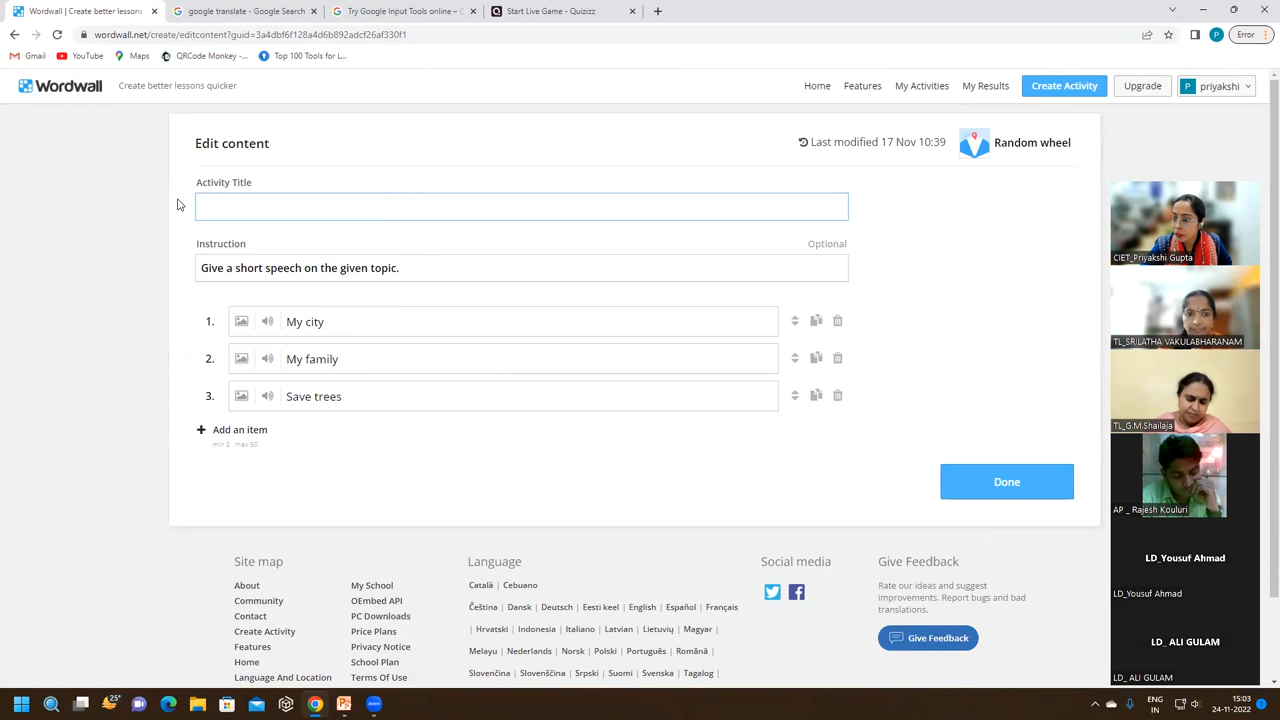 Wordwall | Create better lessons
google translate - Google Search
Try Google Input Tools online – C
Start Live Game - Quizizz
wordwall.net/create/editcontent?guid=3a4dbf6f128a4d6b892adcf26af330f1
P
Error
Gmail
YouTube
Maps
QRCode Monkey -...
Top 100 Tools for L...
Wordwall
Create better lessons quicker
Home
Features
My Activities
My Results
Create Activity
Upgrade
P priyakshi
Edit content
Last modified 17 Nov 10:39
Random wheel
Activity Title
Instruction
Optional
Give a short speech on the given topic.
1. My city
2. My family
3. Save trees
+ Add an item
min 3 max 50
Done
CIET_Priyakshi Gupta
TL_SRILATHA VAKULABHARANAM
TL_G.M.Shailaja
AP _ Rajesh Kouluri
LD_Yousuf Ahmad
LD_Yousuf Ahmad
LD_ ALI GULAM
LD_ ALI GULAM
Site map
About
Community
Contact
Create Activity
Features
Home
Language And Location
My School
OEmbed API
PC Downloads
Price Plans
Privacy Notice
School Plan
Terms Of Use
Language
Català | Cebuano
Čeština | Dansk | Deutsch | Eesti keel | English | Español | Français
| Hrvatski | Indonesia | Italiano | Latvian | Lietuvių | Magyar |
Melayu | Nederlands | Norsk | Polski | Português | Română |
Slovenčina | Slovenščina | Srpski | Suomi | Svenska | Tagalog |
Social media
Give Feedback
Rate our ideas and suggest
improvements. Report bugs and bad
translations.
Give Feedback
25°
ENG
IN
15:03
24-11-2022